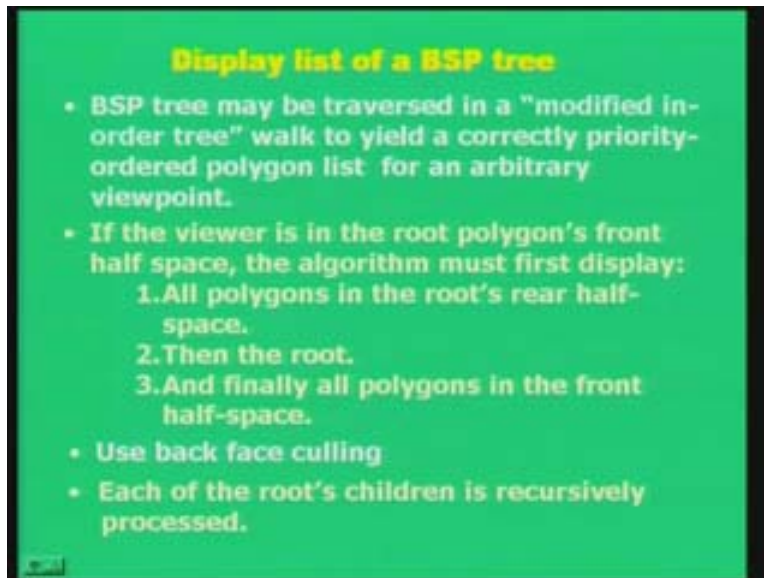 Display list of a BSP tree
• BSP tree may be traversed in a “modified in-
order tree” walk to yield a correctly priority-
ordered polygon list for an arbitrary
viewpoint.
• If the viewer is in the root polygon’s front
half space, the algorithm must first display:
1.All polygons in the root’s rear half-
space.
2.Then the root.
3.And finally all polygons in the front
half-space.
• Use back face culling
• Each of the root’s children is recursively
processed.